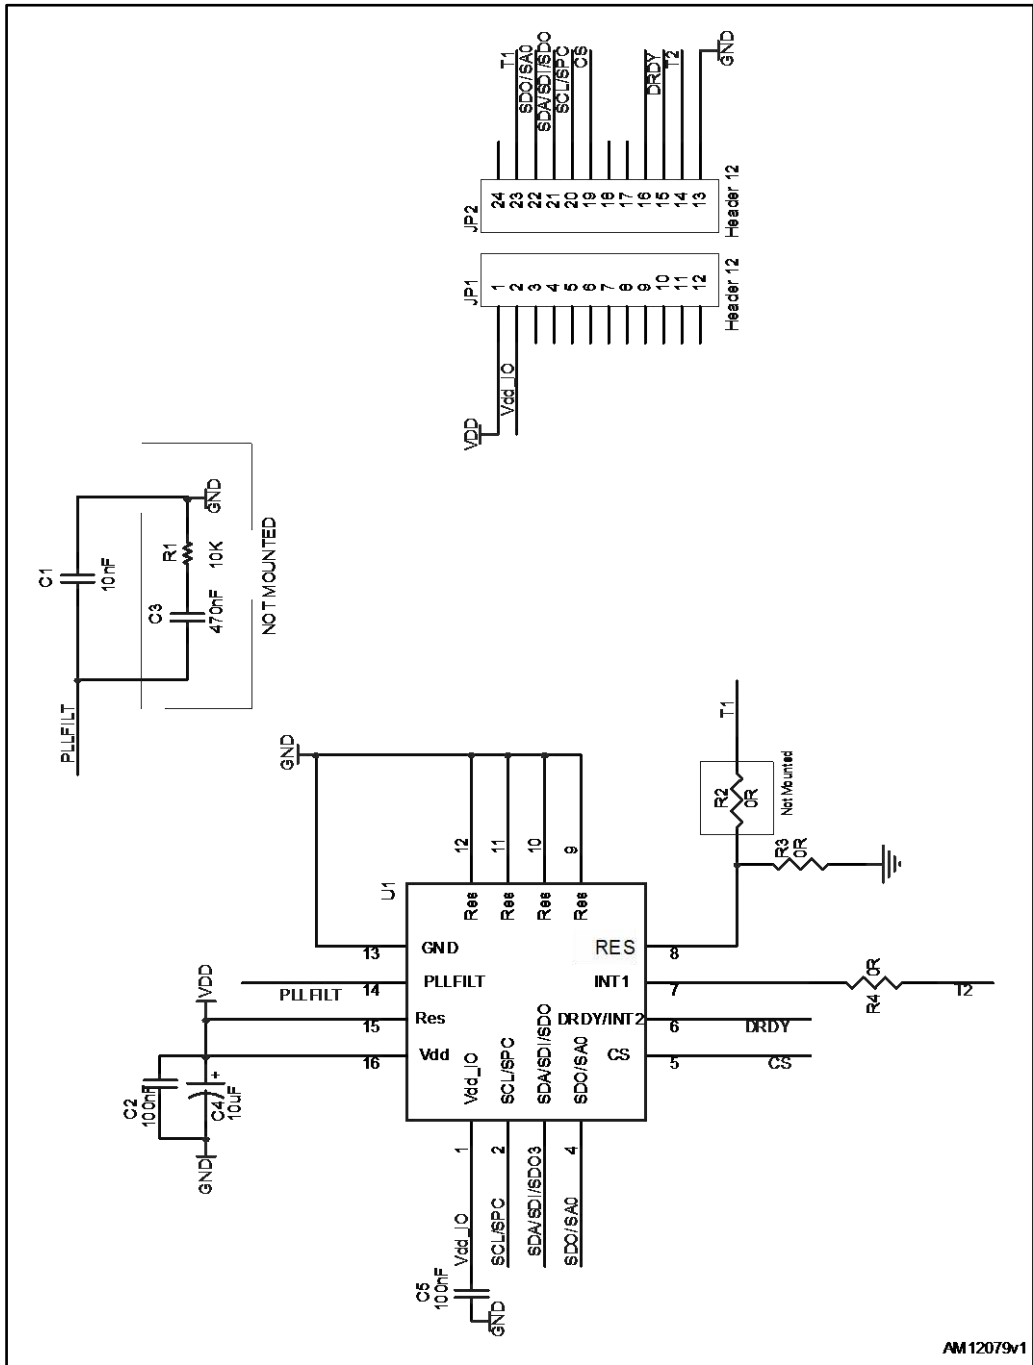 T1
SDO/SA0
SDA/SDI/SDO
SCL/SPC
CS
DRDY
T2
GND
JP2
24
23
22
21
20
19
18
17
16
15
14
13
Header 12
JP1
1
2
3
4
5
6
7
8
9
10
11
12
Header 12
VDD
Vdd_IO
C1
10nF
GND
R1
10K
C3
470nF
NOT MOUNTED
PLLFILT
GND
T1
R2
0R
Not Mounted
R3
0R
12
11
10
9
U1
Res
Res
Res
Res
13
GND
RES
8
PLLFILT
14
PLLFILT
INT1
7
R4
0R
T2
VDD
15
Res
DRDY/INT2
6
DRDY
16
Vdd
CS
5
CS
C2
100nF
C4
10uF
+
GND
Vdd_IO
SCL/SPC
SDA/SDI/SDO
SDO/SA0
1
2
3
4
Vdd_IO
SCL/SPC
SDA/SDI/SDO
SDO/SA0
C5
100nF
GND
AM12079v1